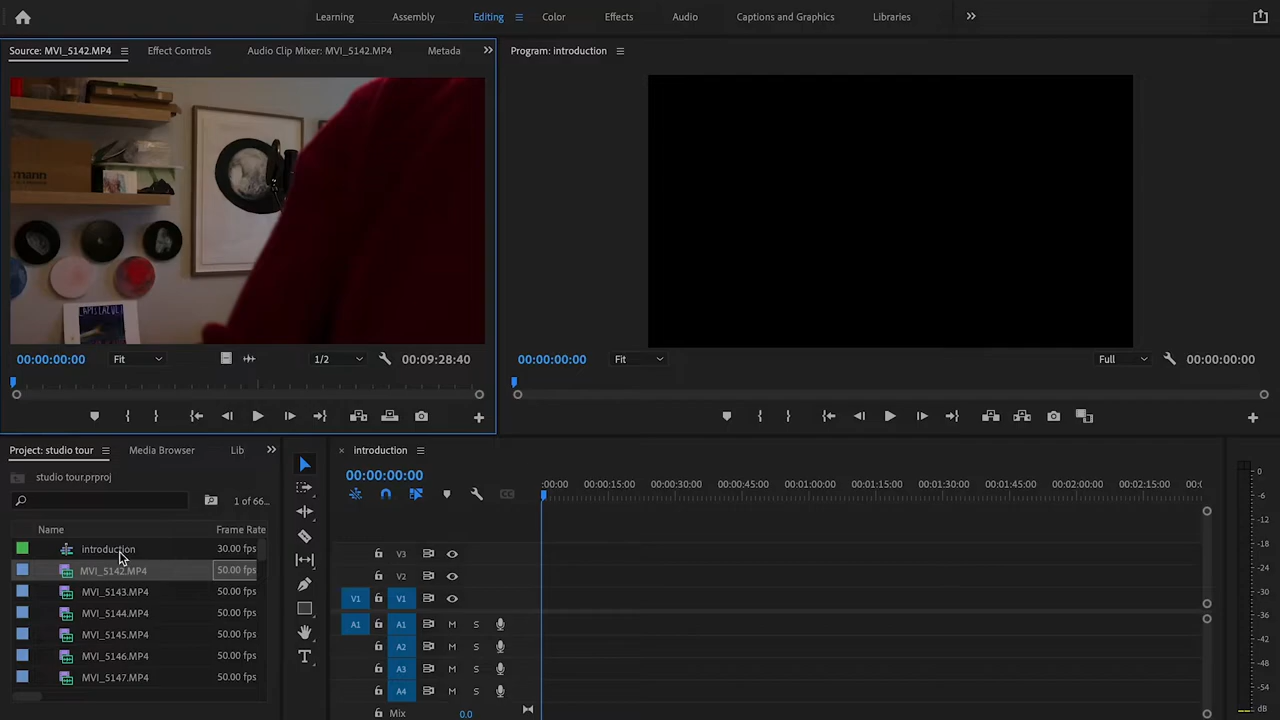 Learning Assembly Editing Color Effects Audio Captions and Graphics Libraries
Source: MVI_5142.MP4 Effect Controls Audio Clip Mixer: MVI_5142.MP4 Metada
Program: introduction
mann
00:00:00:00 Fit 1/2 00:09:28:40
00:00:00:00 Fit Full 00:00:00:00
Project: studio tour Media Browser Lib
studio tour.prproj
1 of 66...
Name Frame Rate
introduction 30.00 fps
MVI_5142.MP4 50.00 fps
MVI_5143.MP4 50.00 fps
MVI_5144.MP4 50.00 fps
MVI_5145.MP4 50.00 fps
MVI_5146.MP4 50.00 fps
MVI_5147.MP4 50.00 fps
T
introduction
00:00:00:00
:00:00 00:00:15:00 00:00:30:00 00:00:45:00 00:01:00:00 00:01:15:00 00:01:30:00 00:01:45:00 00:02:00:00 00:02:15:00 00:0
V3
V2
V1 V1
A1 A1 M S
A2 M S
A3 M S
A4 M S
Mix 0.0
0
-6
-12
-18
-24
-30
-36
-42
-48
-54
dB